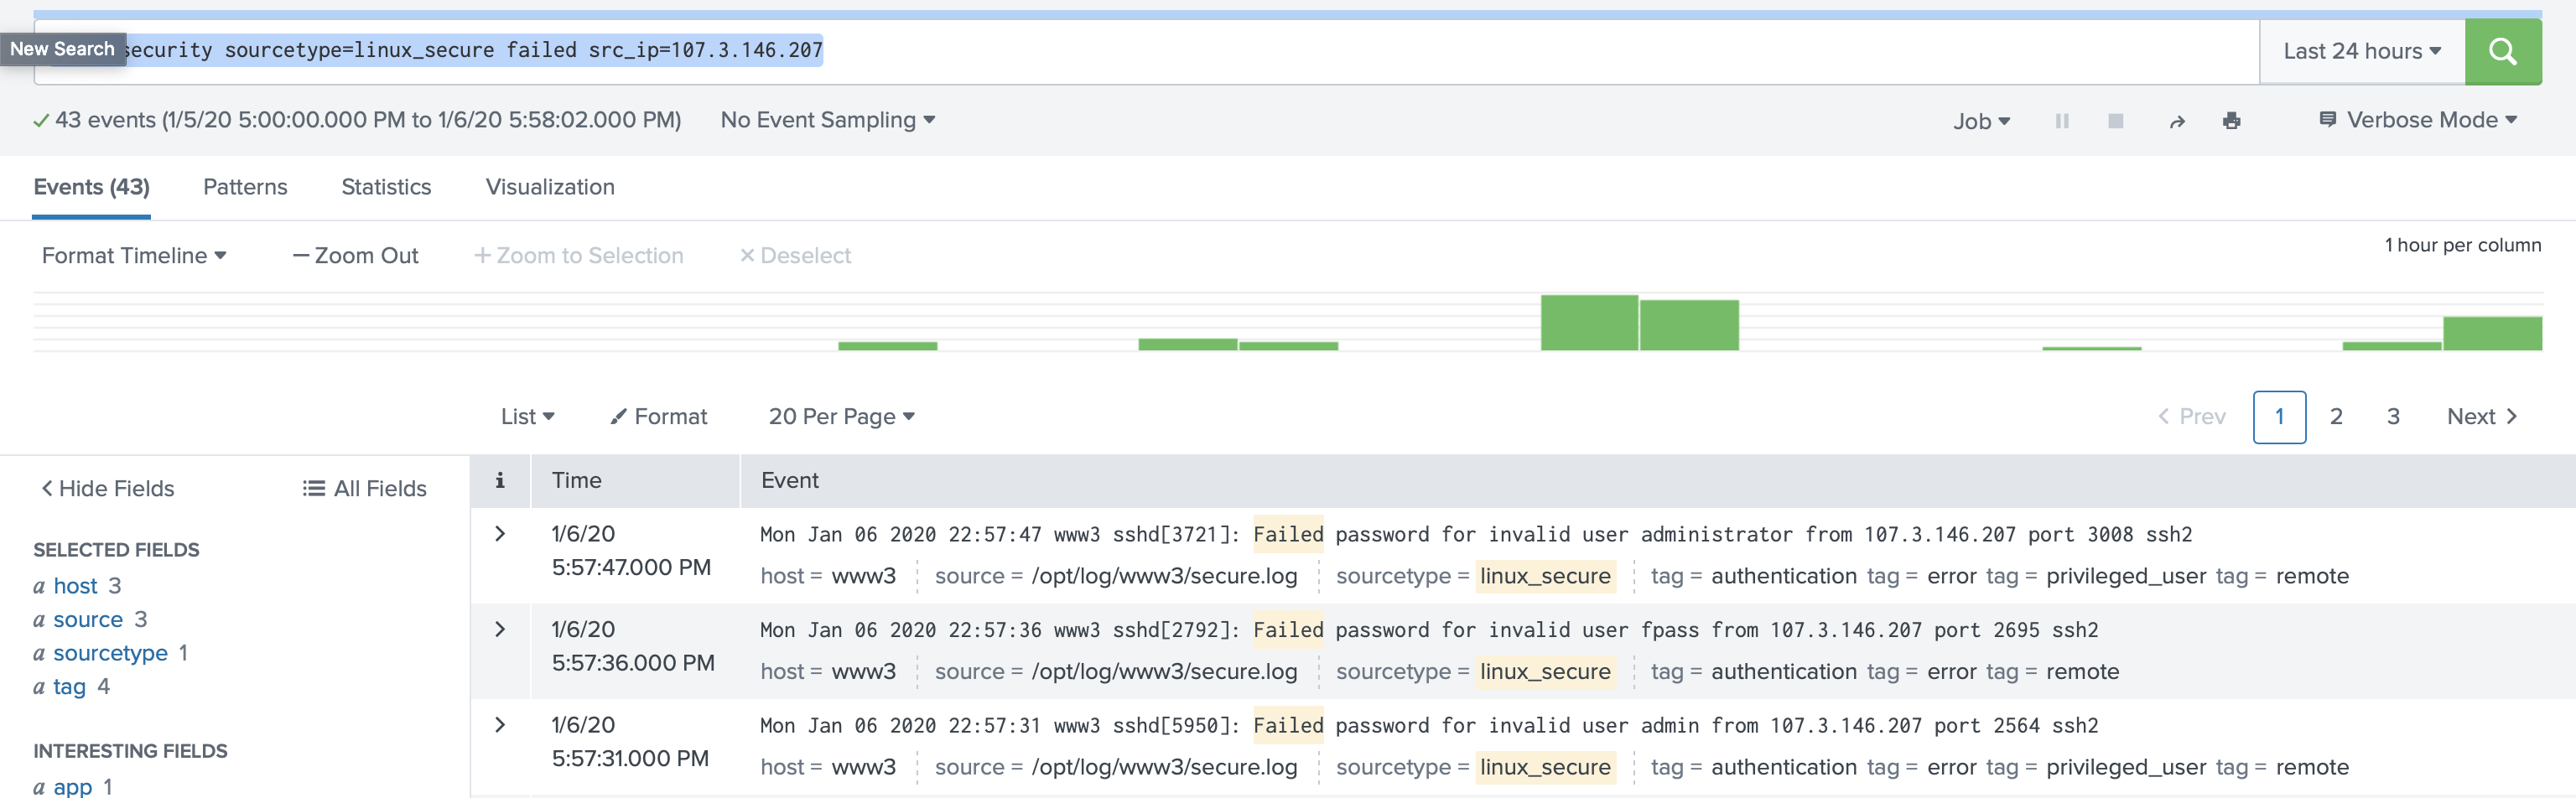 New Search
security sourcetype=linux_secure failed src_ip=107.3.146.207
Last 24 hours
43 events (1/5/20 5:00:00.000 PM to 1/6/20 5:58:02.000 PM)
No Event Sampling
Job
Verbose Mode
Events (43)
Patterns
Statistics
Visualization
Format Timeline
— Zoom Out
+ Zoom to Selection
× Deselect
1 hour per column
List
Format
20 Per Page
< Prev
1
2
3
Next >
< Hide Fields
All Fields
i
Time
Event
SELECTED FIELDS
a host 3
a source 3
a sourcetype 1
a tag 4
INTERESTING FIELDS
a app 1
> 1/6/20
5:57:47.000 PM
Mon Jan 06 2020 22:57:47 www3 sshd[3721]: Failed password for invalid user administrator from 107.3.146.207 port 3008 ssh2
host = www3 source = /opt/log/www3/secure.log sourcetype = linux_secure tag = authentication tag = error tag = privileged_user tag = remote
> 1/6/20
5:57:36.000 PM
Mon Jan 06 2020 22:57:36 www3 sshd[2792]: Failed password for invalid user fpass from 107.3.146.207 port 2695 ssh2
host = www3 source = /opt/log/www3/secure.log sourcetype = linux_secure tag = authentication tag = error tag = remote
> 1/6/20
5:57:31.000 PM
Mon Jan 06 2020 22:57:31 www3 sshd[5950]: Failed password for invalid user admin from 107.3.146.207 port 2564 ssh2
host = www3 source = /opt/log/www3/secure.log sourcetype = linux_secure tag = authentication tag = error tag = privileged_user tag = remote